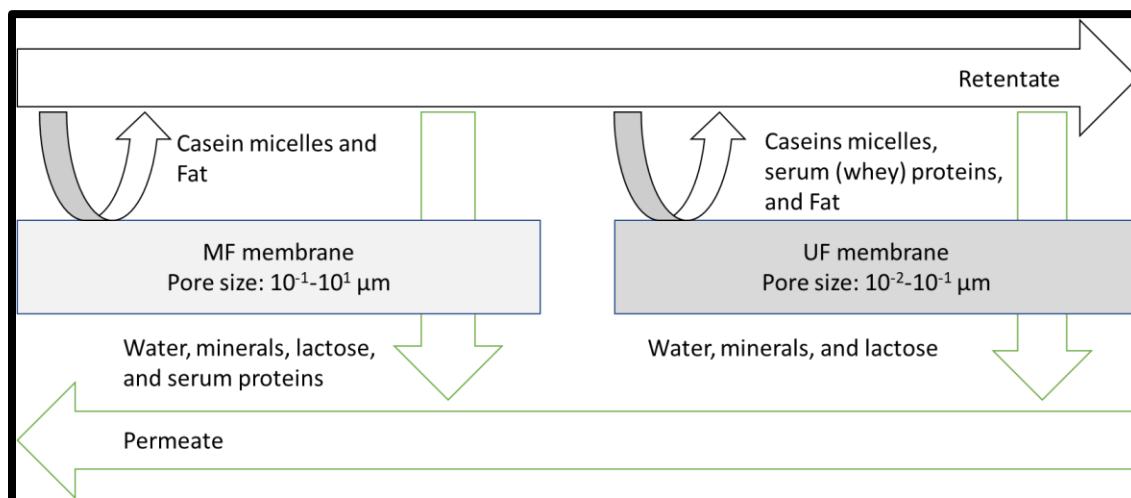 Retentate
Casein micelles and
Fat
Caseins micelles,
serum (whey) proteins,
and Fat
MF membrane
Pore size: 10⁻¹-10¹ µm
UF membrane
Pore size: 10⁻²-10⁻¹ µm
Water, minerals, lactose,
and serum proteins
Water, minerals, and lactose
Permeate